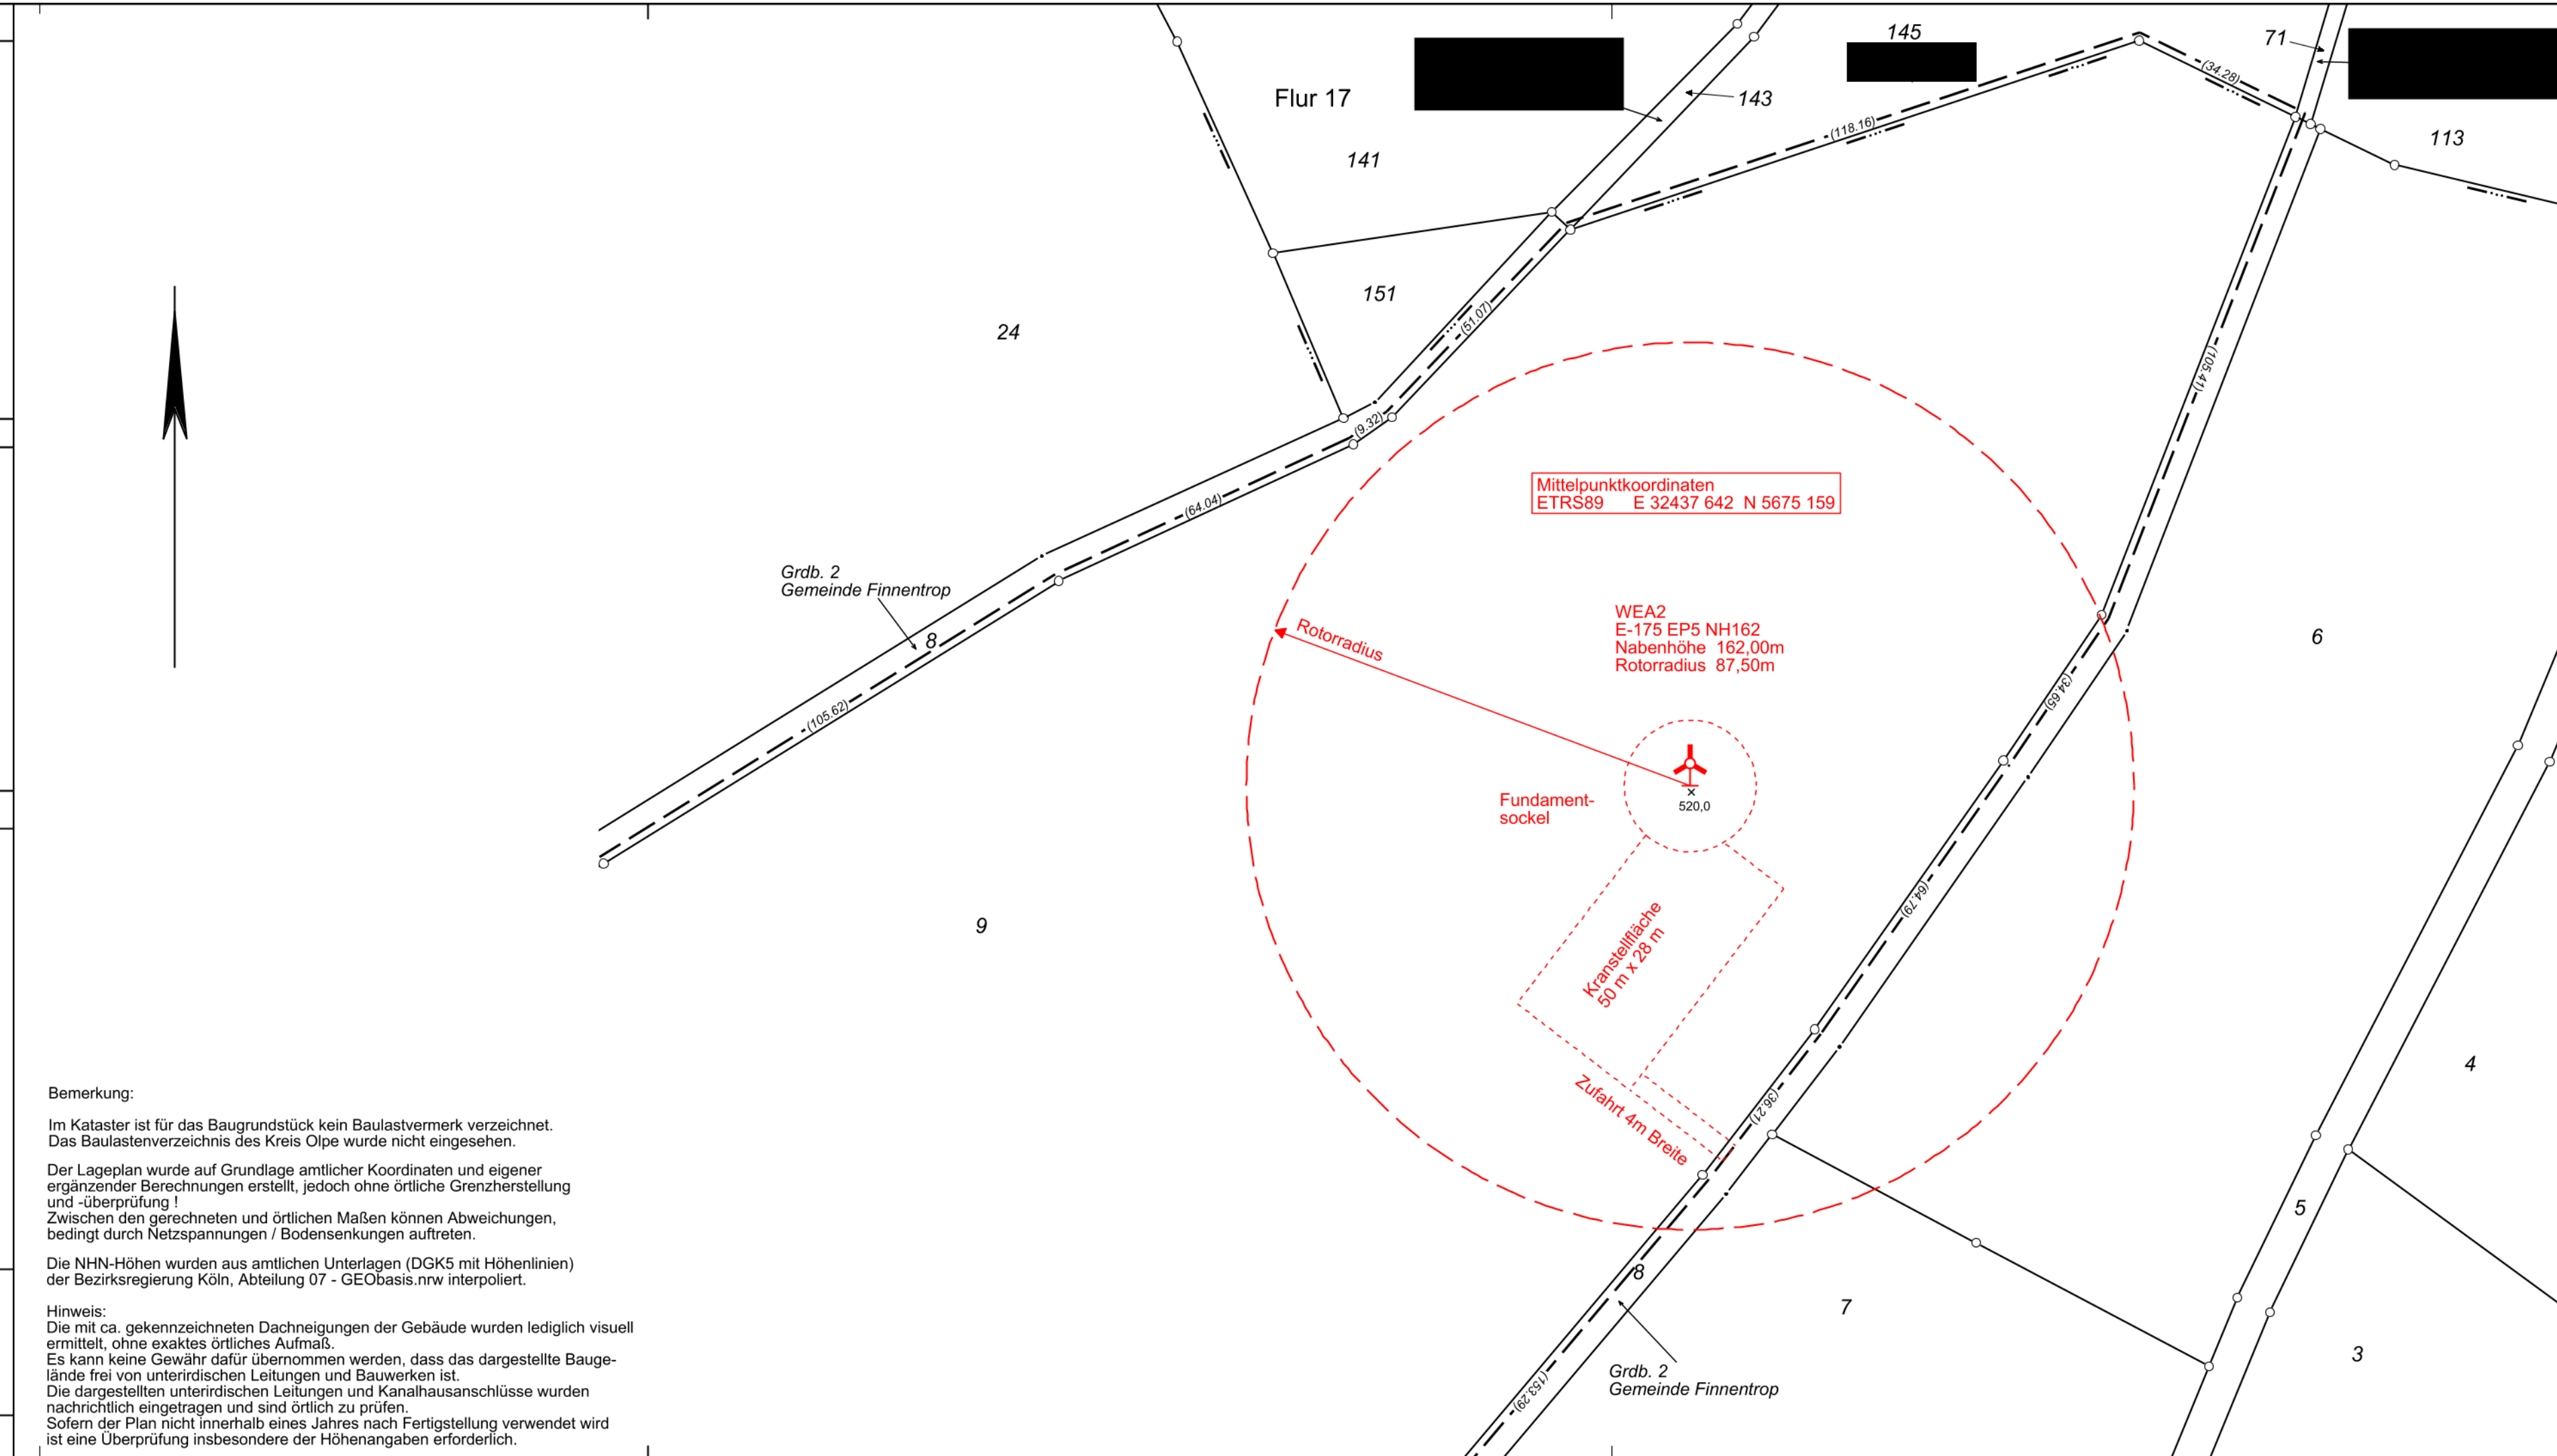 145
71
(34.28)
Flur 17
143
(118.16)
113
141
151
(51.07)
24
(105.41)
(9.32)
Mittelpunktkoordinaten
ETRS89 E 32437 642 N 5675 159
(64.04)
Grdb. 2
Gemeinde Finnentrop
8
WEA2
E-175 EP5 NH162
Nabenhöhe 162,00m
Rotorradius 87,50m
Rotorradius
6
(34.65)
(105.62)
Fundament-
sockel
520,0
(64.79)
9
Kranstellfläche
50 m x 28 m
4
(36.21)
Zufahrt 4m Breite
5
8
7
3
Grdb. 2
Gemeinde Finnentrop
(153.29)
Bemerkung:
Im Kataster ist für das Baugrundstück kein Baulastvermerk verzeichnet.
Das Baulastenverzeichnis des Kreis Olpe wurde nicht eingesehen.
Der Lageplan wurde auf Grundlage amtlicher Koordinaten und eigener
ergänzender Berechnungen erstellt, jedoch ohne örtliche Grenzherstellung
und -überprüfung !
Zwischen den gerechneten und örtlichen Maßen können Abweichungen,
bedingt durch Netzspannungen / Bodensenkungen auftreten.
Die NHN-Höhen wurden aus amtlichen Unterlagen (DGK5 mit Höhenlinien)
der Bezirksregierung Köln, Abteilung 07 - GEObasis.nrw interpoliert.
Hinweis:
Die mit ca. gekennzeichneten Dachneigungen der Gebäude wurden lediglich visuell
ermittelt, ohne exaktes örtliches Aufmaß.
Es kann keine Gewähr dafür übernommen werden, dass das dargestellte Bauge-
lände frei von unterirdischen Leitungen und Bauwerken ist.
Die dargestellten unterirdischen Leitungen und Kanalhausanschlüsse wurden
nachrichtlich eingetragen und sind örtlich zu prüfen.
Sofern der Plan nicht innerhalb eines Jahres nach Fertigstellung verwendet wird
ist eine Überprüfung insbesondere der Höhenangaben erforderlich.